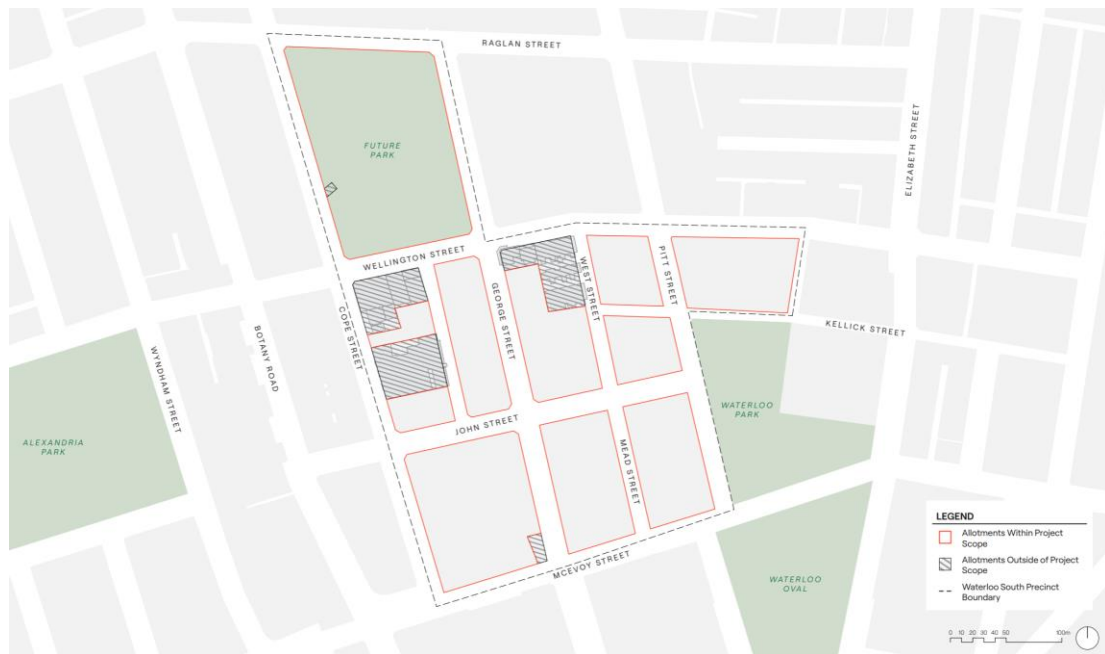 RAGLAN STREET
FUTURE
PARK
ELIZABETH STREET
WELLINGTON STREET
WEST STREET
PITT STREET
GEORGE STREET
COPE STREET
BOTANY ROAD
WYNDHAM STREET
KELLICK STREET
WATERLOO
PARK
ALEXANDRIA
PARK
JOHN STREET
MEAD STREET
MCEVOY STREET
WATERLOO
OVAL
LEGEND
Allotments Within Project
Scope
Allotments Outside of Project
Scope
Waterloo South Precinct
Boundary
0 10 20 30 40 50 100m